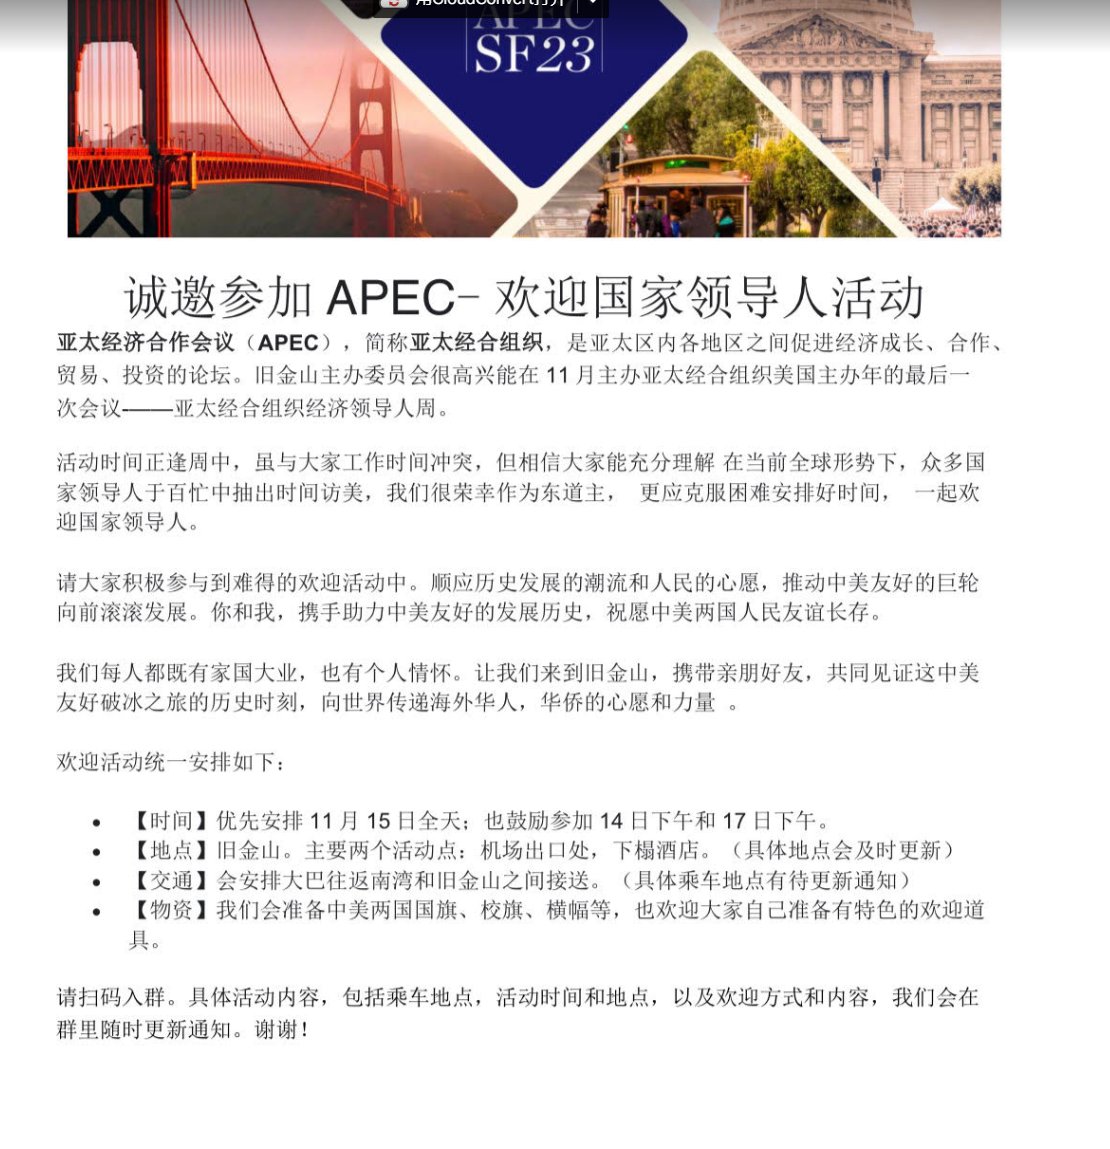 用CloudConvert打开
APEC
SF23
诚邀参加 APEC– 欢迎国家领导人活动
亚太经济合作会议（APEC），简称亚太经合组织，是亚太区内各地区之间促进经济成长、合作、
贸易、投资的论坛。旧金山主办委员会很高兴能在 11 月主办亚太经合组织美国主办年的最后一
次会议-——亚太经合组织经济领导人周。
活动时间正逢周中，虽与大家工作时间冲突，但相信大家能充分理解 在当前全球形势下，众多国
家领导人于百忙中抽出时间访美，我们很荣幸作为东道主， 更应克服困难安排好时间， 一起欢
迎国家领导人。
请大家积极参与到难得的欢迎活动中。顺应历史发展的潮流和人民的心愿，推动中美友好的巨轮
向前滚滚发展。你和我，携手助力中美友好的发展历史，祝愿中美两国人民友谊长存。
我们每人都既有家国大业，也有个人情怀。让我们来到旧金山，携带亲朋好友，共同见证这中美
友好破冰之旅的历史时刻，向世界传递海外华人，华侨的心愿和力量 。
欢迎活动统一安排如下：
• 【时间】优先安排 11 月 15 日全天；也鼓励参加 14 日下午和 17 日下午。
• 【地点】旧金山。主要两个活动点：机场出口处，下榻酒店。（具体地点会及时更新）
• 【交通】会安排大巴往返南湾和旧金山之间接送。（具体乘车地点有待更新通知）
• 【物资】我们会准备中美两国国旗、校旗、横幅等，也欢迎大家自己准备有特色的欢迎道
具。
请扫码入群。具体活动内容，包括乘车地点，活动时间和地点，以及欢迎方式和内容，我们会在
群里随时更新通知。谢谢！